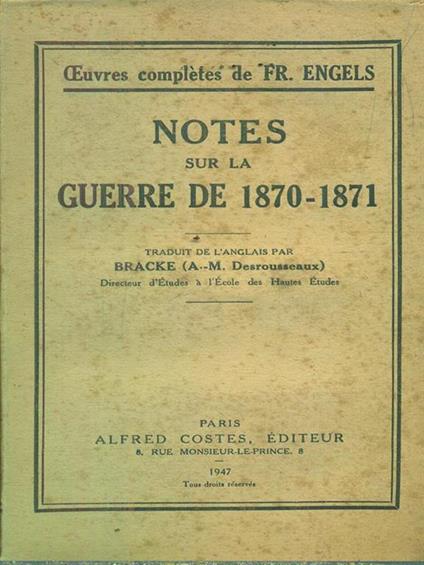 Œuvres complètes de FR. ENGELS
NOTES
SUR LA
GUERRE DE 1870-1871
TRADUIT DE L'ANGLAIS PAR
BRACKE (A.-M. Desrousseaux)
Directeur d'Études à l'École des Hautes Études
PARIS
ALFRED COSTES, ÉDITEUR
8, RUE MONSIEUR-LE-PRINCE, 8
1947
Tous droits réservés